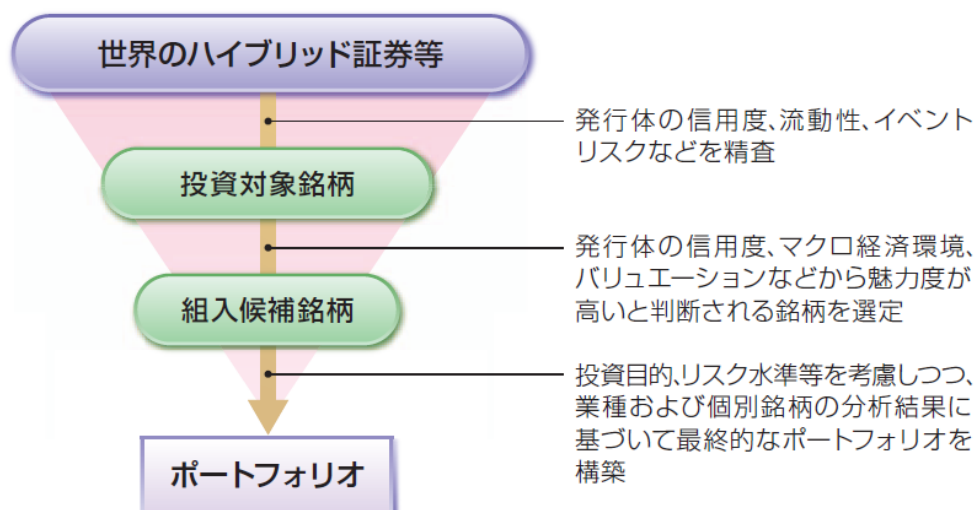 世界のハイブリッド証券等
発行体の信用度、流動性、イベント
リスクなどを精査
投資対象銘柄
発行体の信用度、マクロ経済環境、
バリュエーションなどから魅力度が
高いと判断される銘柄を選定
組入候補銘柄
投資目的、リスク水準等を考慮しつつ、
業種および個別銘柄の分析結果に
基づいて最終的なポートフォリオを
構築
ポートフォリオ